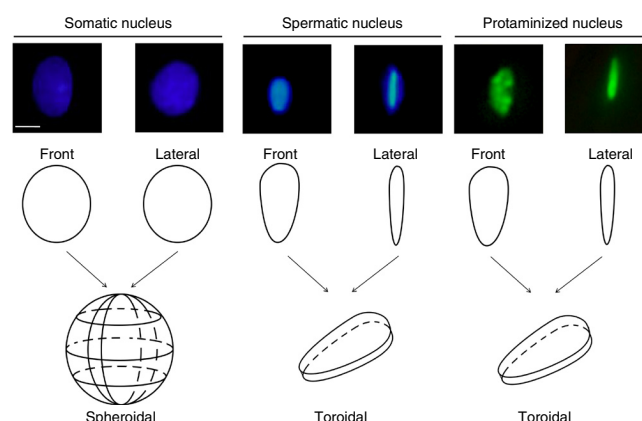 Somatic nucleus Spermatic nucleus Protaminized nucleus
Front Lateral Front Lateral Front Lateral
Spheroidal Toroidal Toroidal